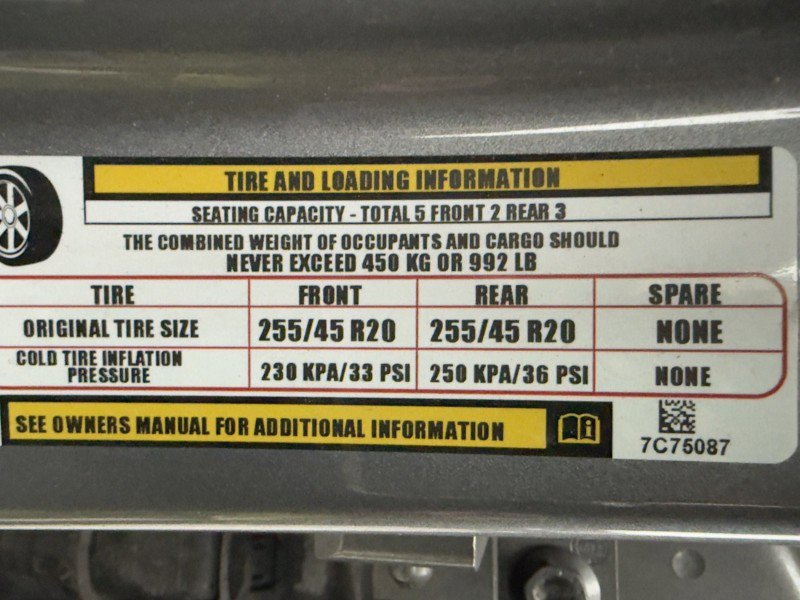 TIRE AND LOADING INFORMATION
SEATING CAPACITY - TOTAL 5 FRONT 2 REAR 3
THE COMBINED WEIGHT OF OCCUPANTS AND CARGO SHOULD
NEVER EXCEED 450 KG OR 992 LB
TIRE FRONT REAR SPARE
ORIGINAL TIRE SIZE 255/45 R20 255/45 R20 NONE
COLD TIRE INFLATION
PRESSURE 230 KPA/33 PSI 250 KPA/36 PSI NONE
SEE OWNERS MANUAL FOR ADDITIONAL INFORMATION
7C75087